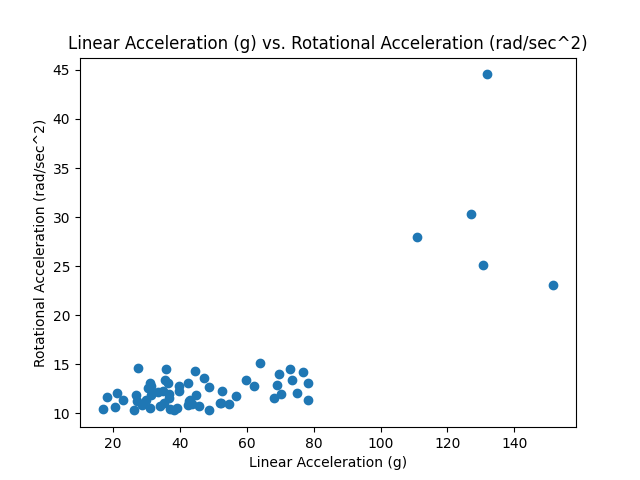 Linear Acceleration (g) vs. Rotational Acceleration (rad/sec^2)
45
40
35
30
25
20
15
10
Rotational Acceleration (rad/sec^2)
20 40 60 80 100 120 140
Linear Acceleration (g)